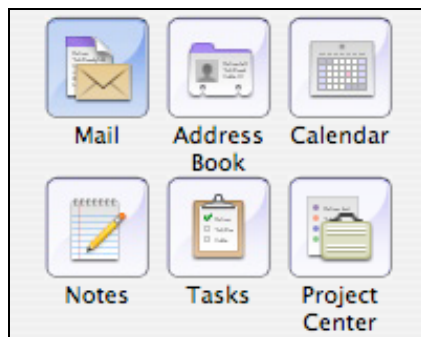 Mail
Address
Book
Calendar
Notes
Tasks
Project
Center